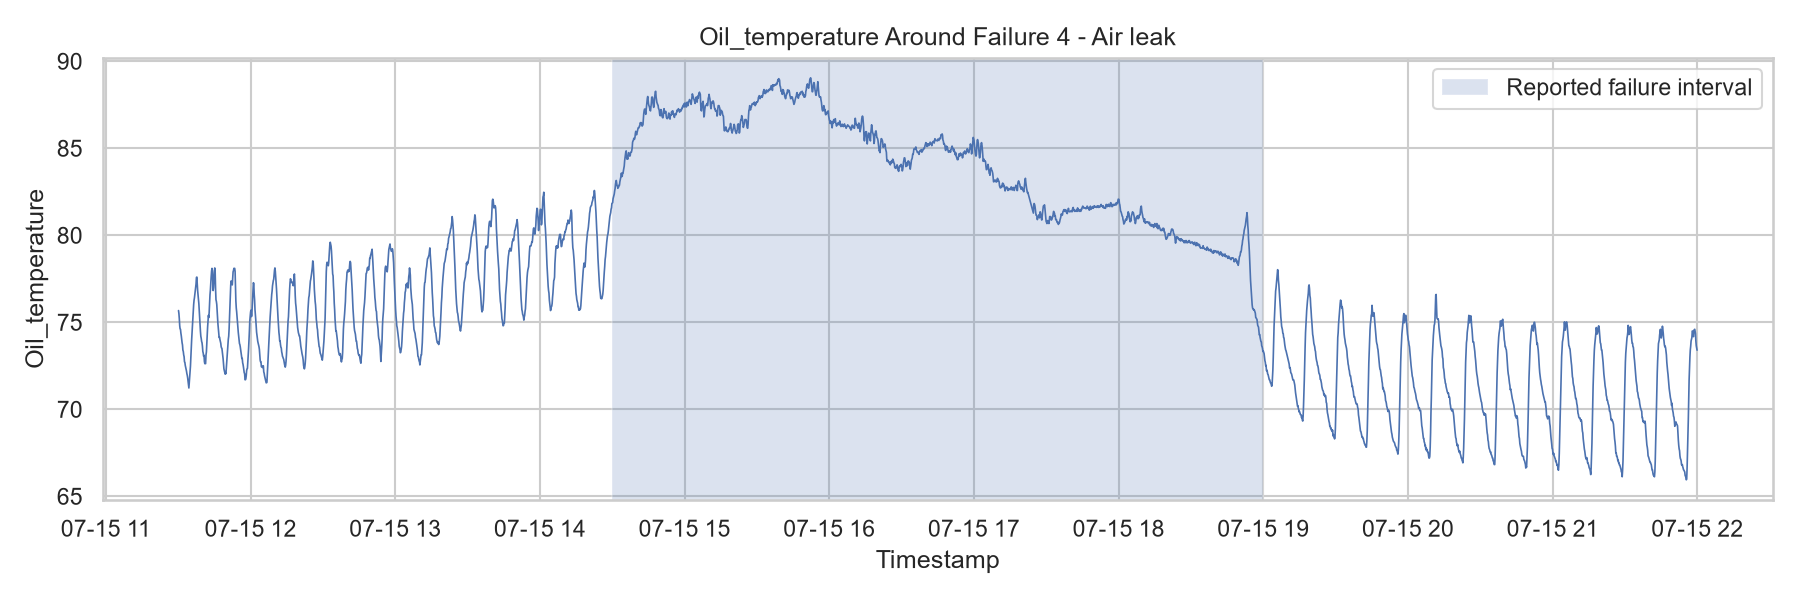 Oil_temperature Around Failure 4 - Air leak
Reported failure interval
Oil_temperature
90
85
80
75
70
65
07-15 11 07-15 12 07-15 13 07-15 14 07-15 15 07-15 16 07-15 17 07-15 18 07-15 19 07-15 20 07-15 21 07-15 22
Timestamp